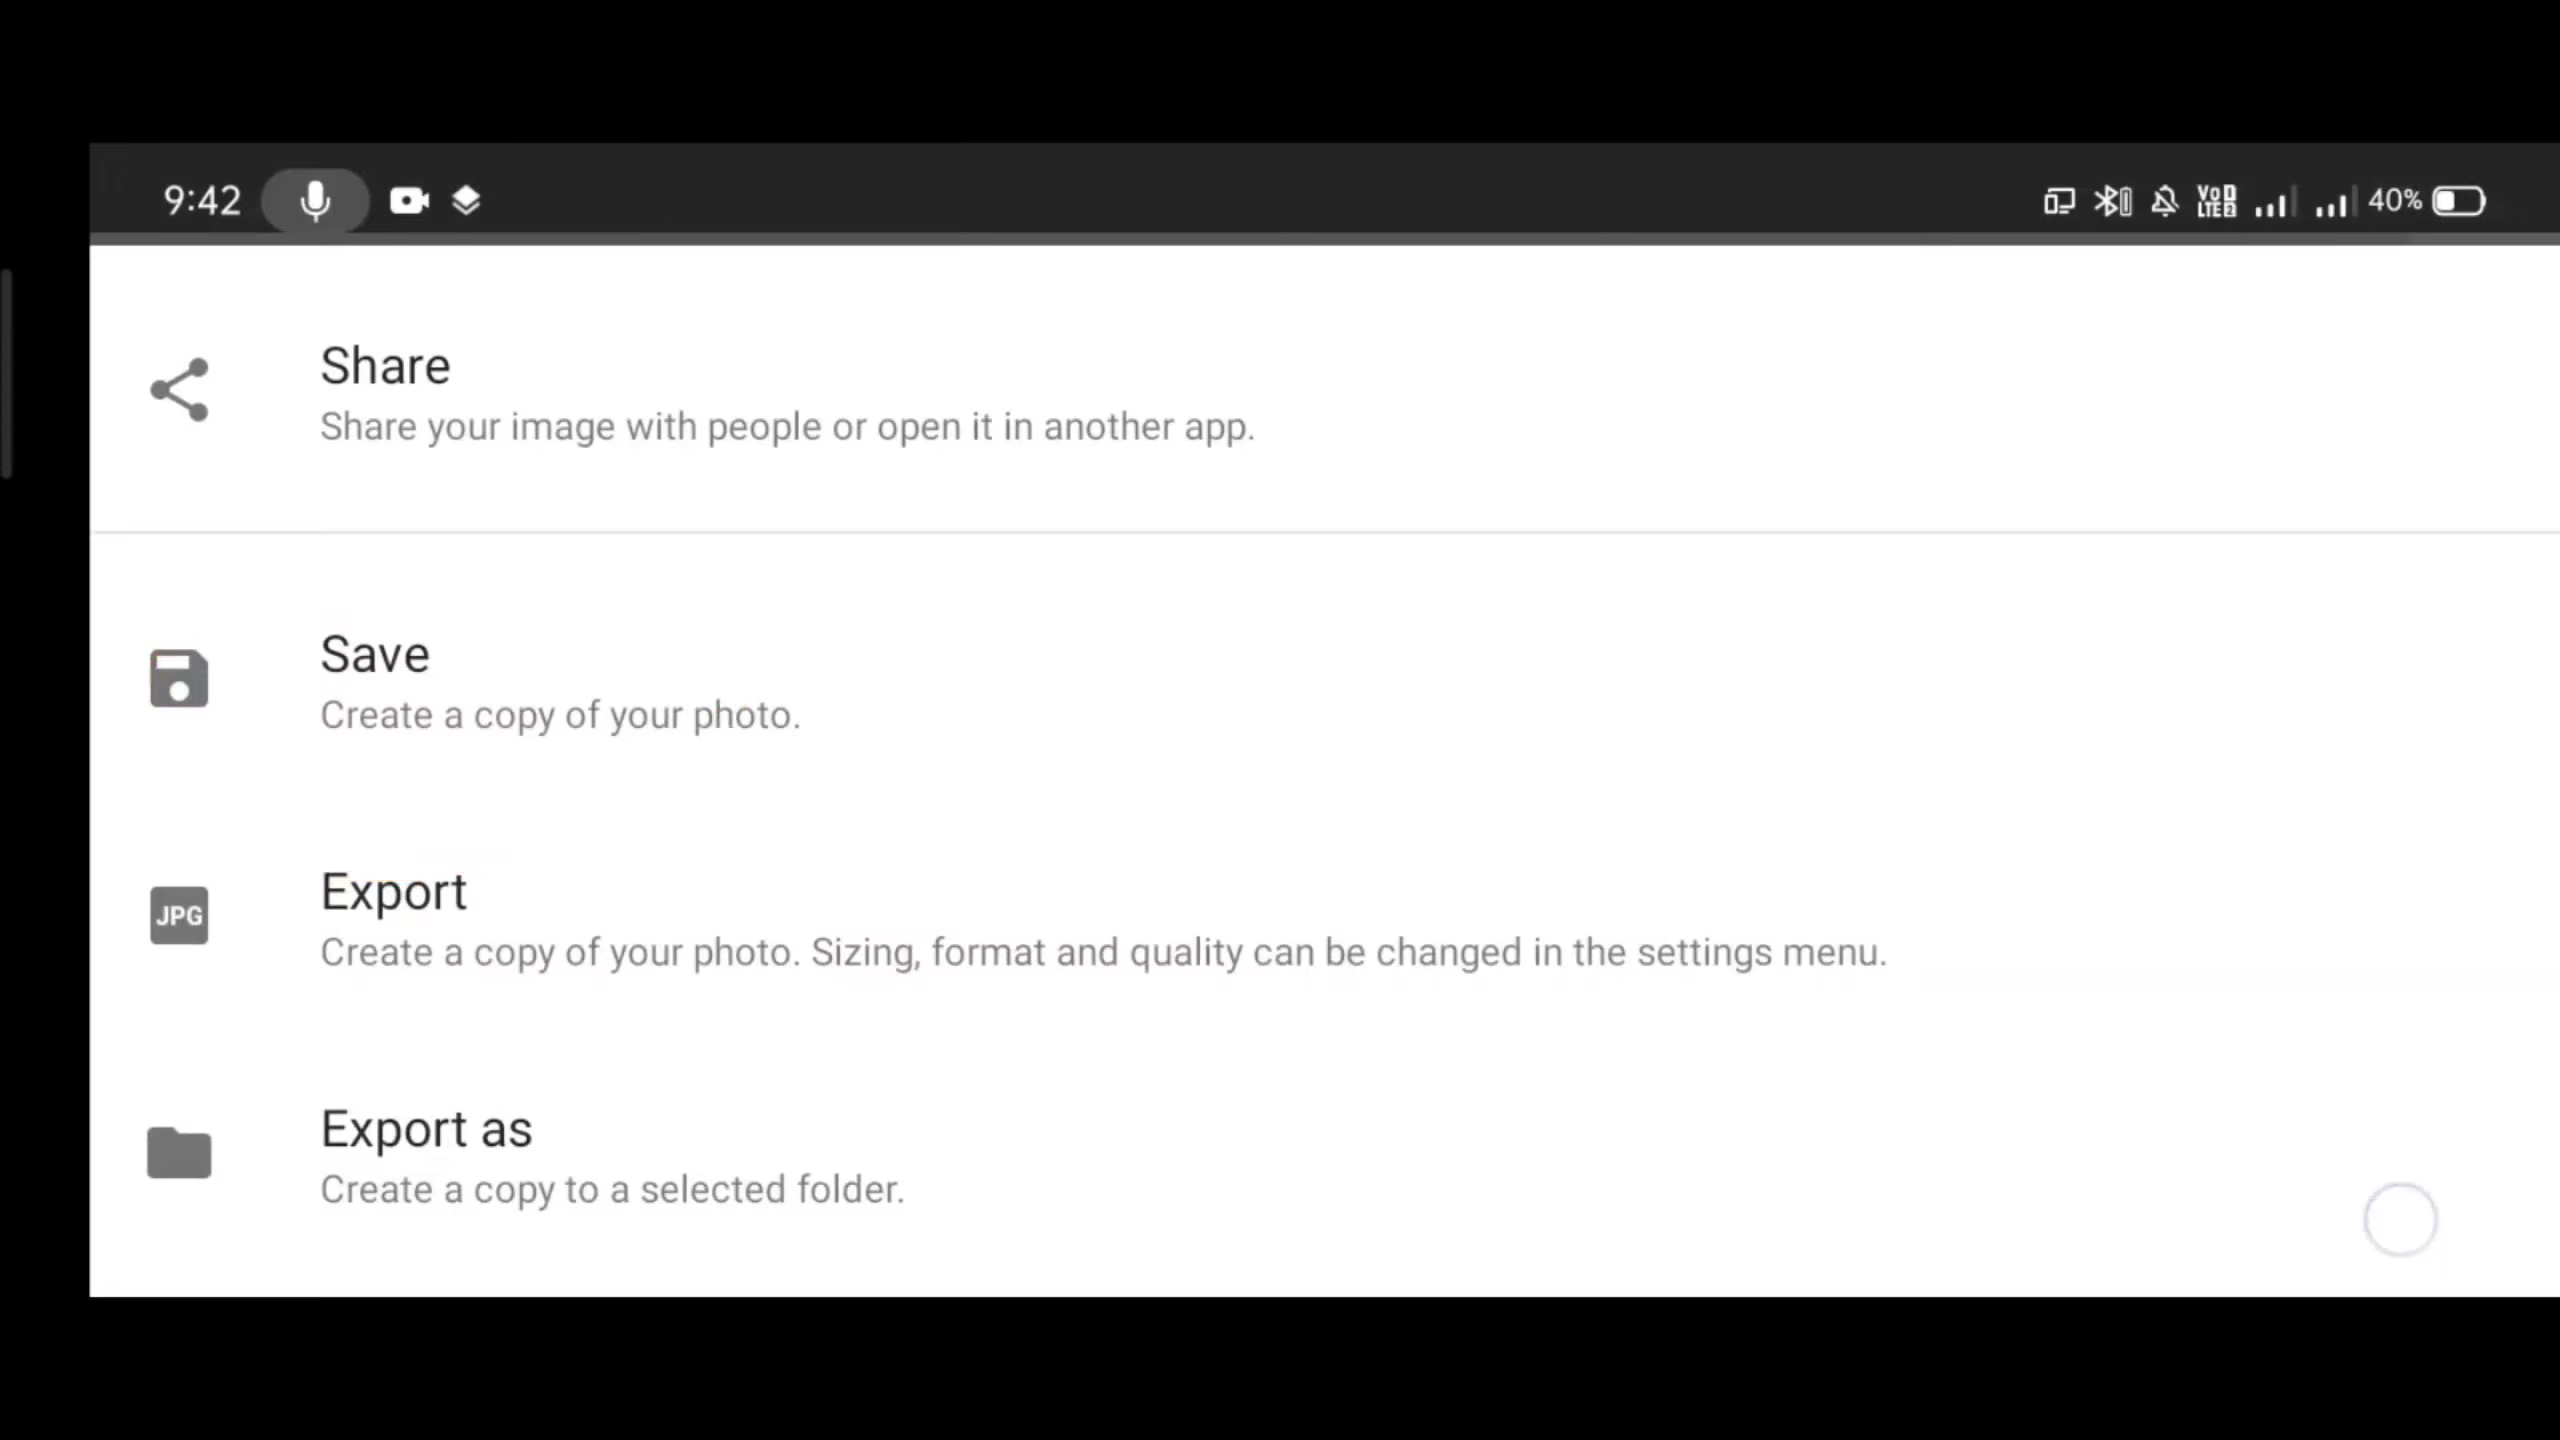 9:42
VoLTE 40%
Share
Share your image with people or open it in another app.
Save
Create a copy of your photo.
JPG
Export
Create a copy of your photo. Sizing, format and quality can be changed in the settings menu.
Export as
Create a copy to a selected folder.